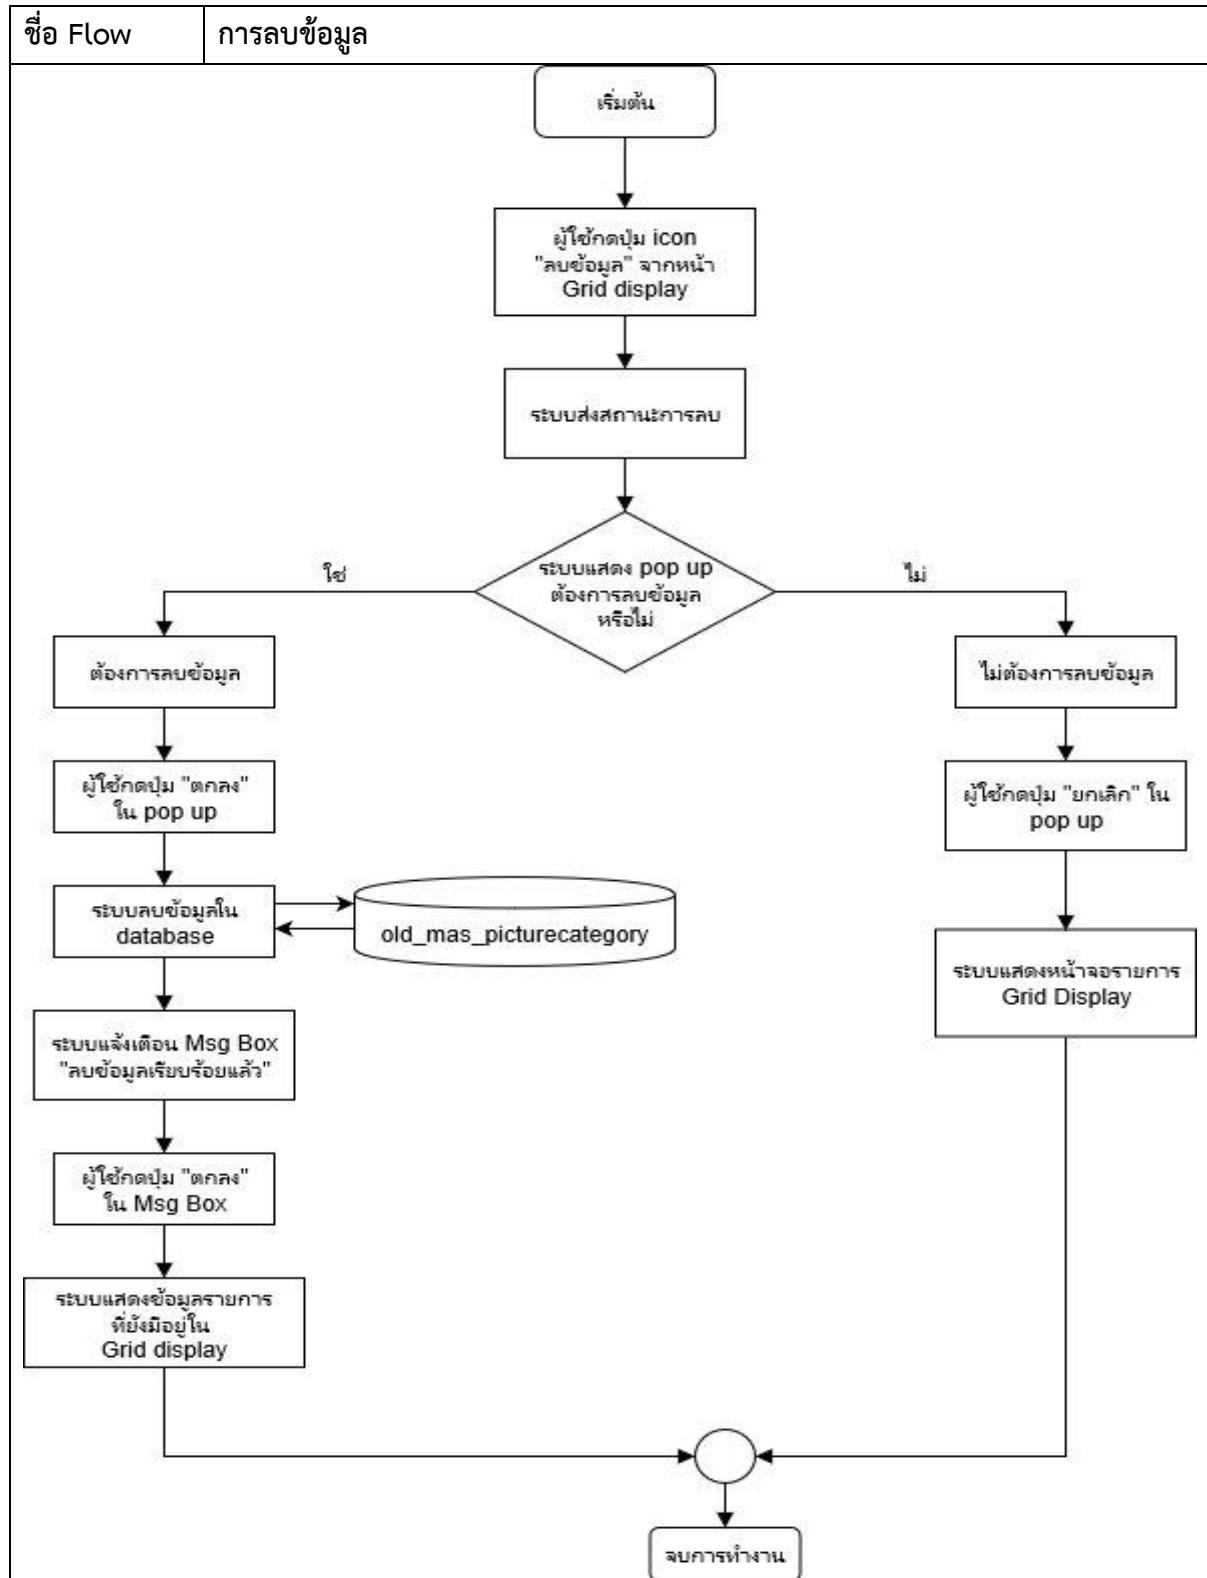 ชื่อ Flow
การลบข้อมูล
เริ่มต้น
ผู้ใช้กดปุ่ม icon
"ลบข้อมูล" จากหน้า
Grid display
ระบบส่งสถานะการลบ
ระบบแสดง pop up
ต้องการลบข้อมูล
หรือไม่
ใช่
ไม่
ต้องการลบข้อมูล
ผู้ใช้กดปุ่ม "ตกลง"
ใน pop up
ระบบลบข้อมูลใน
database
old_mas_picturecategory
ระบบแจ้งเตือน Msg Box
"ลบข้อมูลเรียบร้อยแล้ว"
ผู้ใช้กดปุ่ม "ตกลง"
ใน Msg Box
ระบบแสดงข้อมูลรายการ
ที่ยังมีอยู่ใน
Grid display
ไม่ต้องการลบข้อมูล
ผู้ใช้กดปุ่ม "ยกเลิก" ใน
pop up
ระบบแสดงหน้าจอรายการ
Grid Display
จบการทำงาน